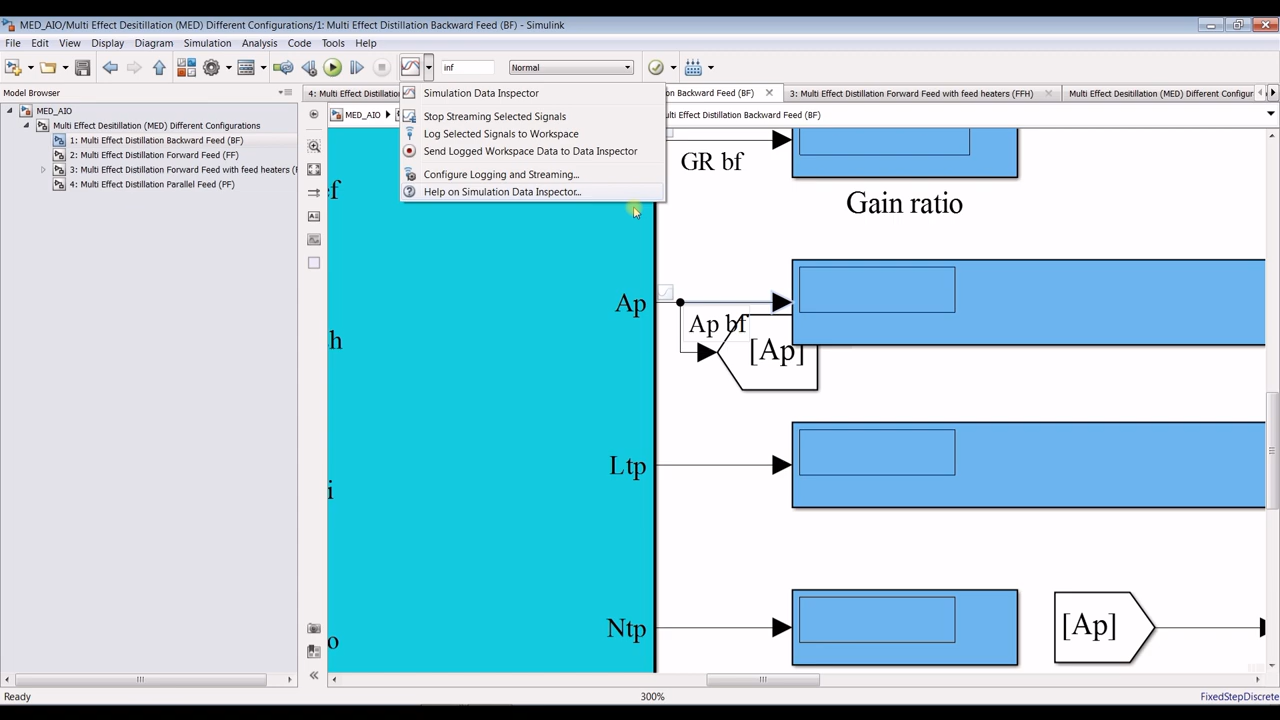 MED_AIO/Multi Effect Desitillation (MED) Different Configurations/1: Multi Effect Distillation Backward Feed (BF) - Simulink
File Edit View Display Diagram Simulation Analysis Code Tools Help
inf Normal
Model Browser
4: Multi Effect Distillatio
on Backward Feed (BF)
3: Multi Effect Distillation Forward Feed with feed heaters (FFH)
Multi Effect Desitillation (MED) Different Configur
MED_AIO
Multi Effect Desitillation (MED) Different Configurations
1: Multi Effect Distillation Backward Feed (BF)
2: Multi Effect Distillation Forward Feed (FF)
3: Multi Effect Distillation Forward Feed with feed heaters (F
4: Multi Effect Distillation Parallel Feed (PF)
MED_AIO
Multi Effect Distillation Backward Feed (BF)
Simulation Data Inspector
Stop Streaming Selected Signals
Log Selected Signals to Workspace
Send Logged Workspace Data to Data Inspector
Configure Logging and Streaming...
Help on Simulation Data Inspector...
GR bf
Gain ratio
Ap
Ap bf
[Ap]
Ltp
Ntp
[Ap]
Ready
300%
FixedStepDiscrete